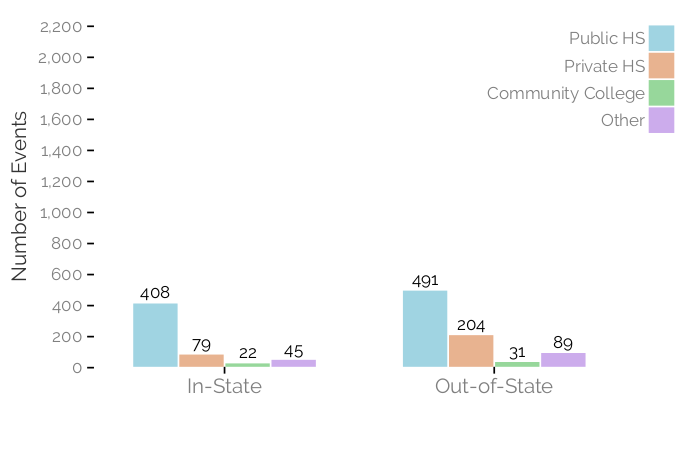 Number of Events
2,200
2,000
1,800
1,600
1,400
1,200
1,000
800
600
400
200
0
Public HS
Private HS
Community College
Other
408
79
22
45
491
204
31
89
In-State
Out-of-State